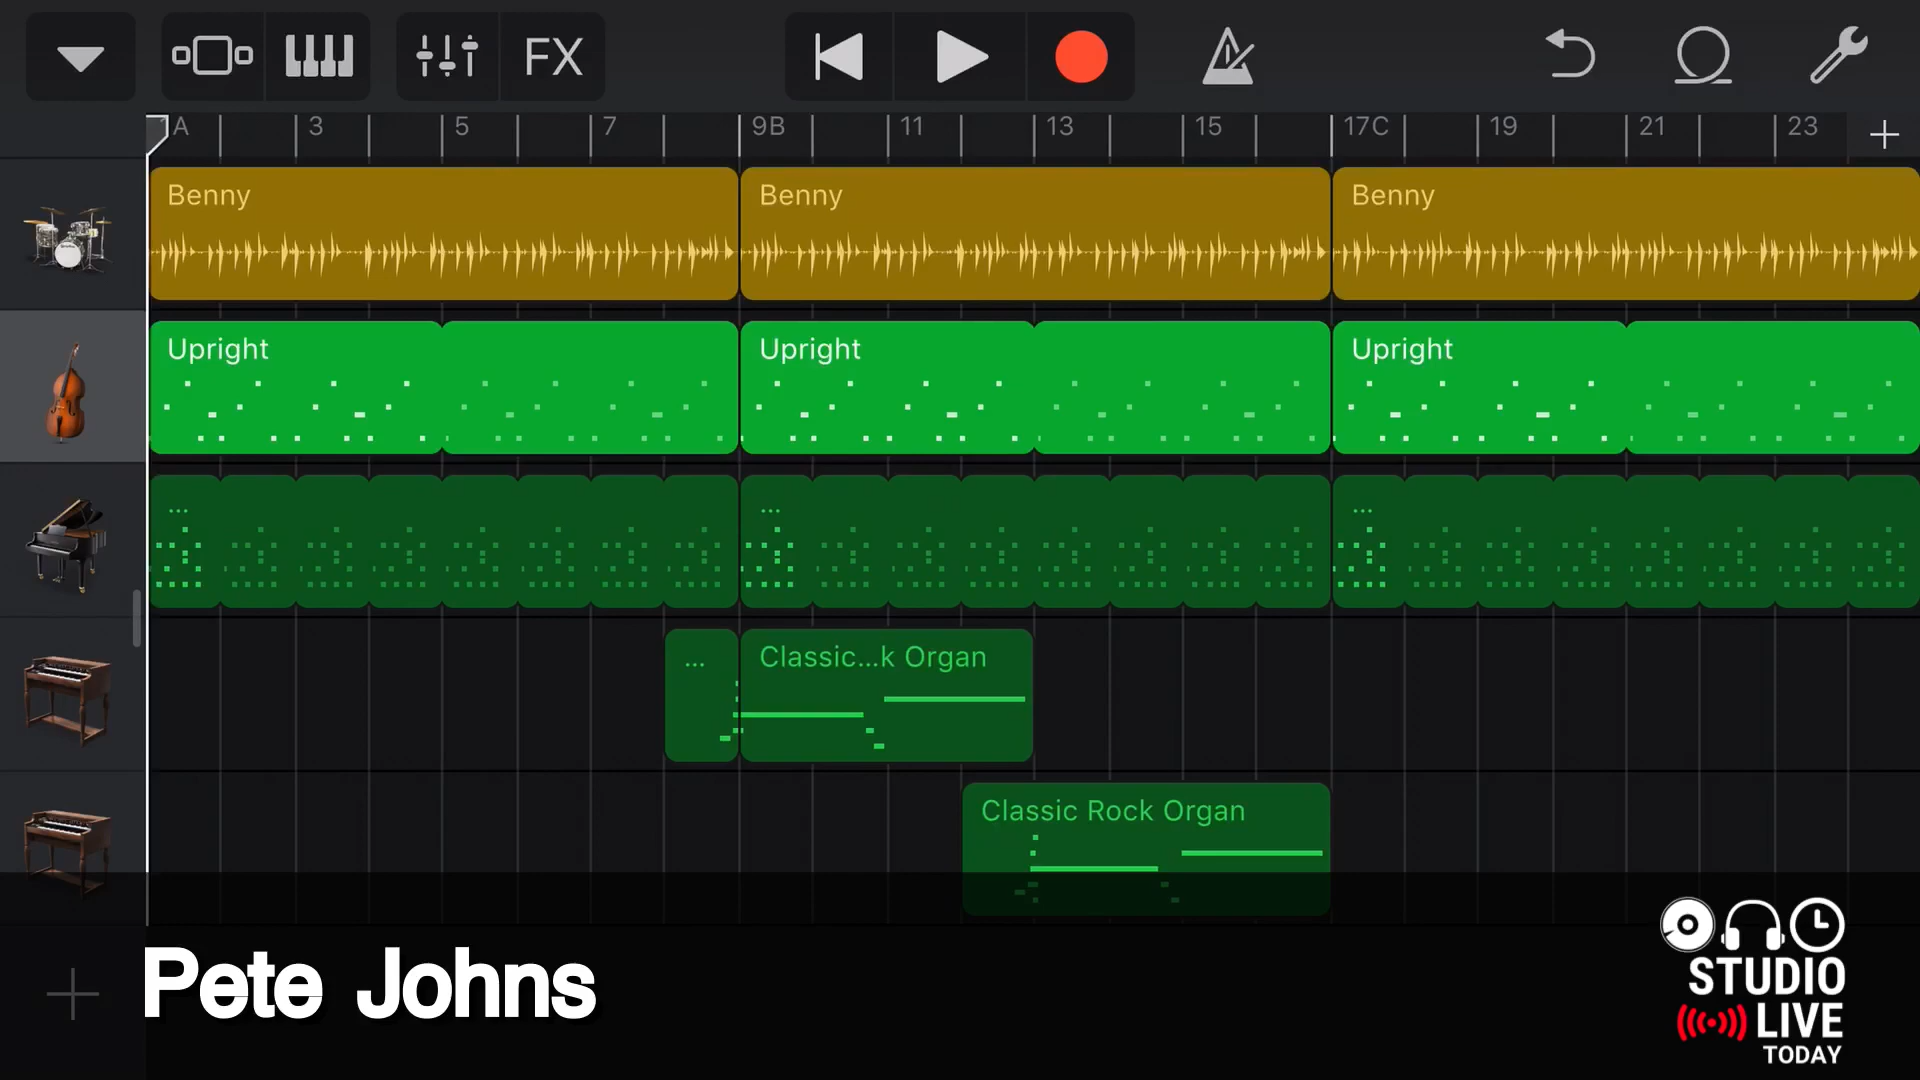 FX
1A 3 5 7 9B 11 13 15 17C 19 21 23 +
Benny Benny Benny
Upright Upright Upright
... ... ...
... Classic...k Organ
Classic Rock Organ
Pete Johns
STUDIO
LIVE
TODAY